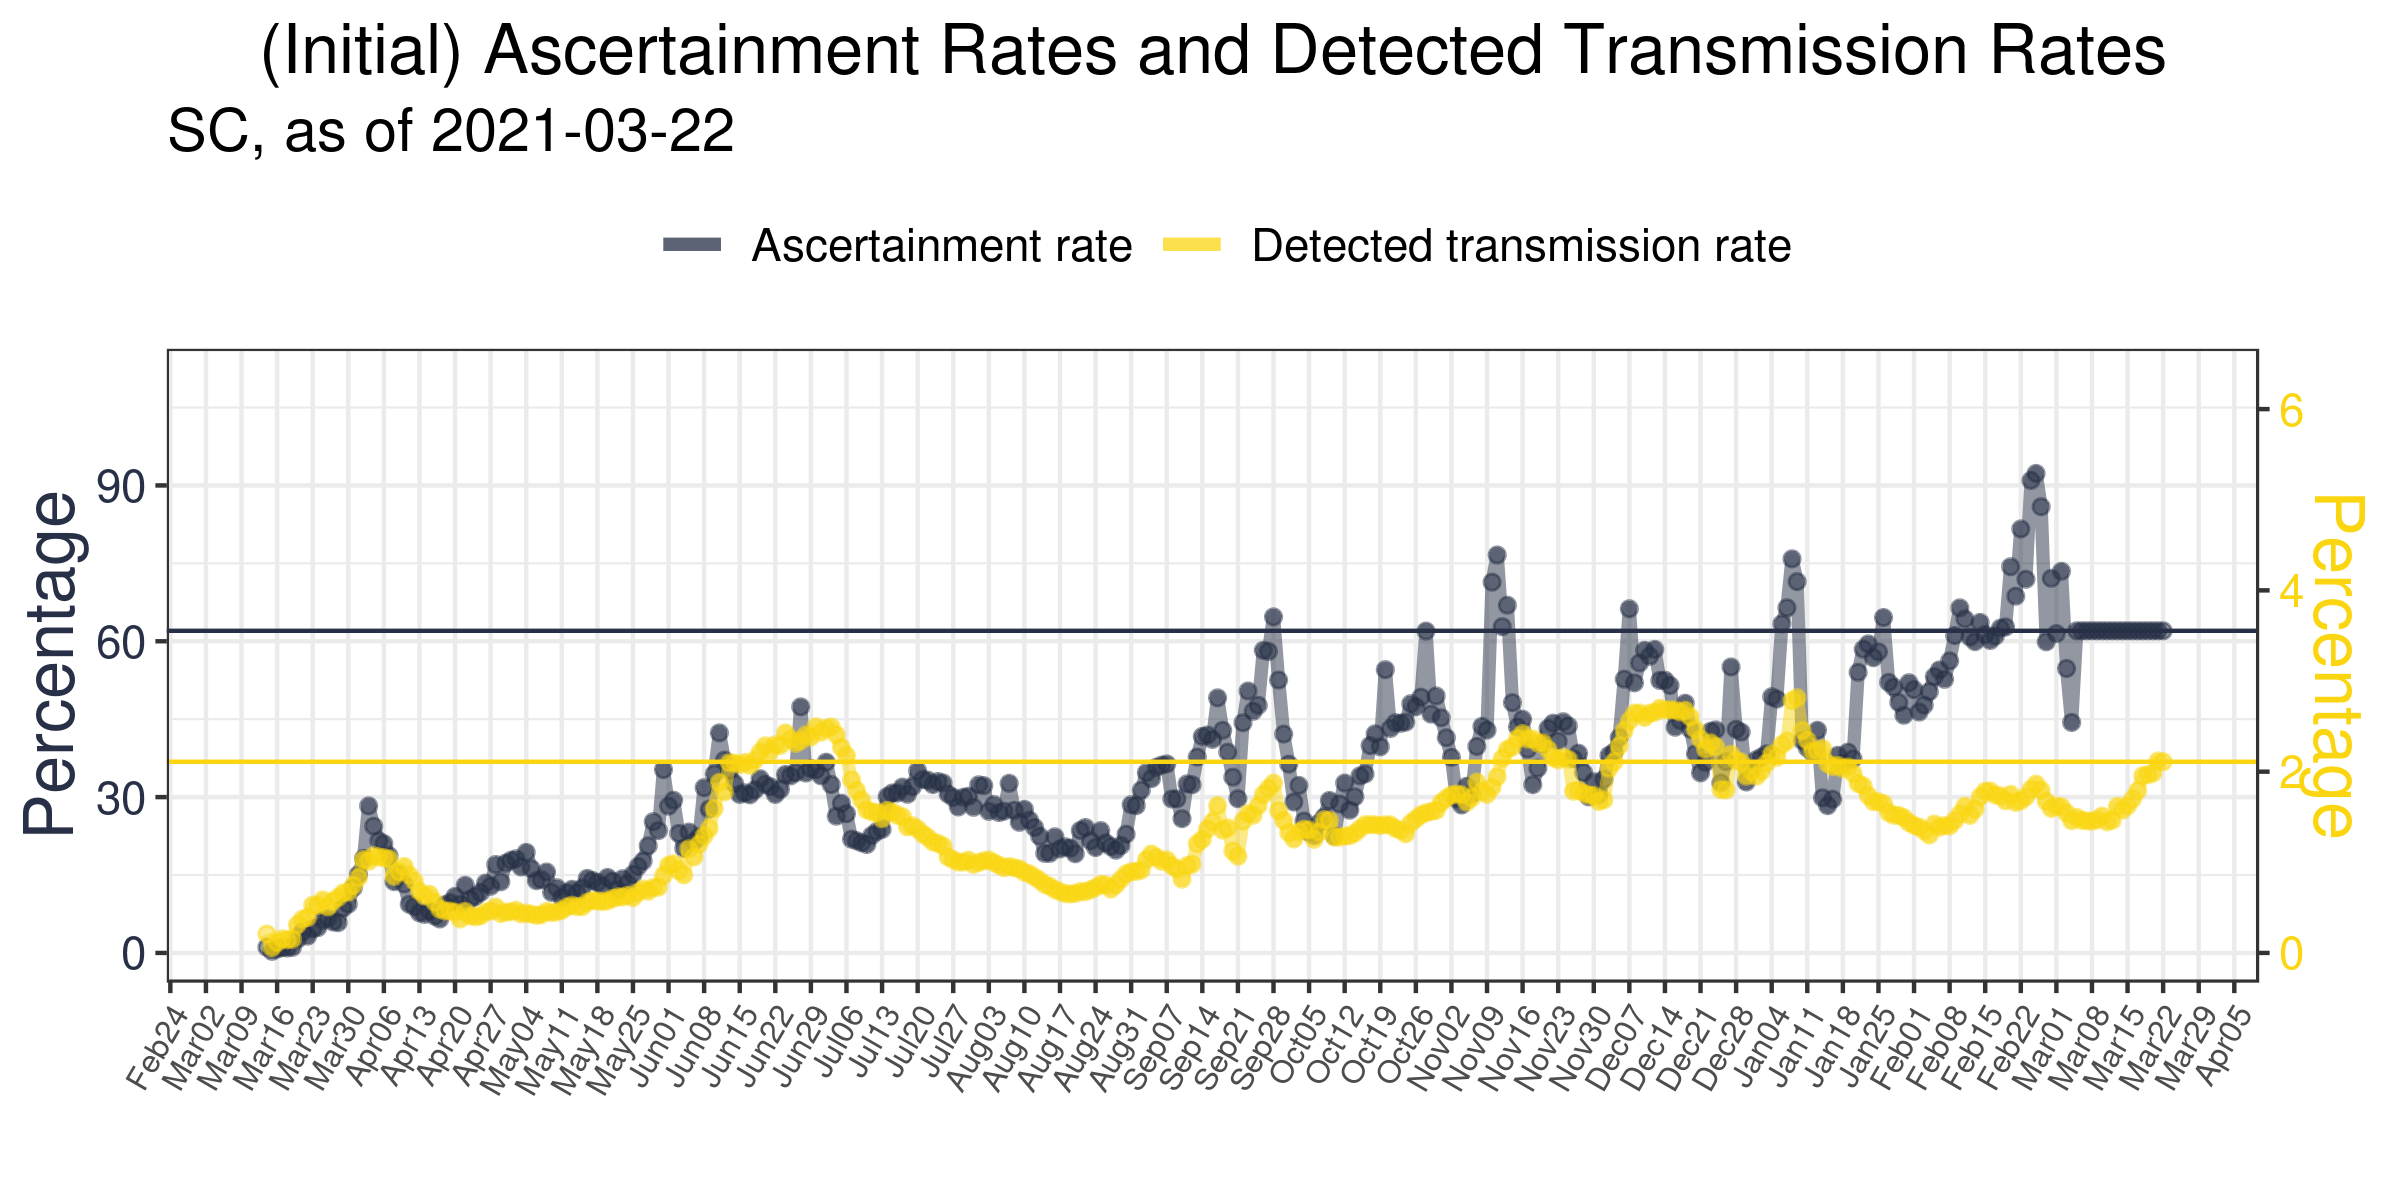 (Initial) Ascertainment Rates and Detected Transmission Rates
SC, as of 2021-03-22
Ascertainment rate Detected transmission rate
Percentage
90
60
30
0
6
4
2
0
Percentage
Feb24 Mar02 Mar09 Mar16 Mar23 Mar30 Apr06 Apr13 Apr20 Apr27 May04 May11 May18 May25 Jun01 Jun08 Jun15 Jun22 Jun29 Jul06 Jul13 Jul20 Jul27 Aug03 Aug10 Aug17 Aug24 Aug31 Sep07 Sep14 Sep21 Sep28 Oct05 Oct12 Oct19 Oct26 Nov02 Nov09 Nov16 Nov23 Nov30 Dec07 Dec14 Dec21 Dec28 Jan04 Jan11 Jan18 Jan25 Feb01 Feb08 Feb15 Feb22 Mar01 Mar08 Mar15 Mar22 Mar29 Apr05